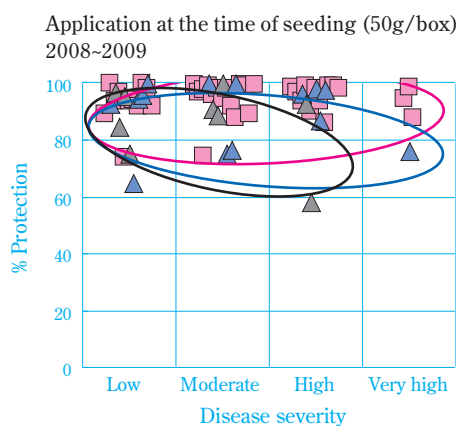 Application at the time of seeding (50g/box)
2008~2009
% Protection
100
80
60
40
20
0
Low Moderate High Very high
Disease severity